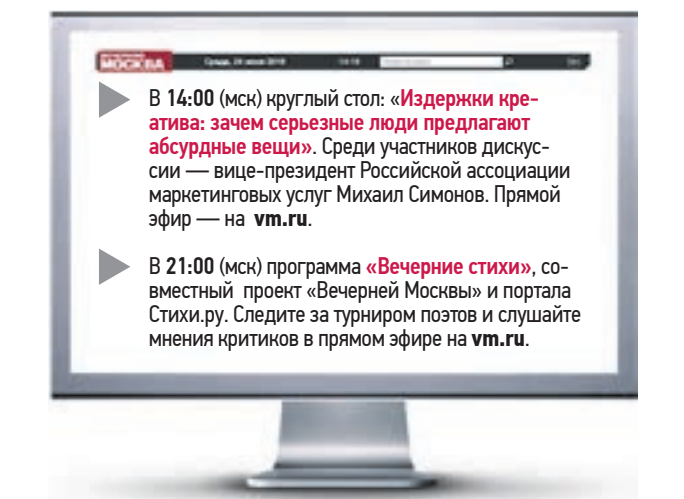 МОСКВА
В 14:00 (мск) круглый стол: «Издержки кре-
атива: зачем серьезные люди предлагают
абсурдные вещи». Среди участников дискус-
сии — вице-президент Российской ассоциации
маркетинговых услуг Михаил Симонов. Прямой
эфир — на vm.ru.
В 21:00 (мск) программа «Вечерние стихи», со-
вместный проект «Вечерней Москвы» и портала
Стихи.ру. Следите за турниром поэтов и слушайте
мнения критиков в прямом эфире на vm.ru.